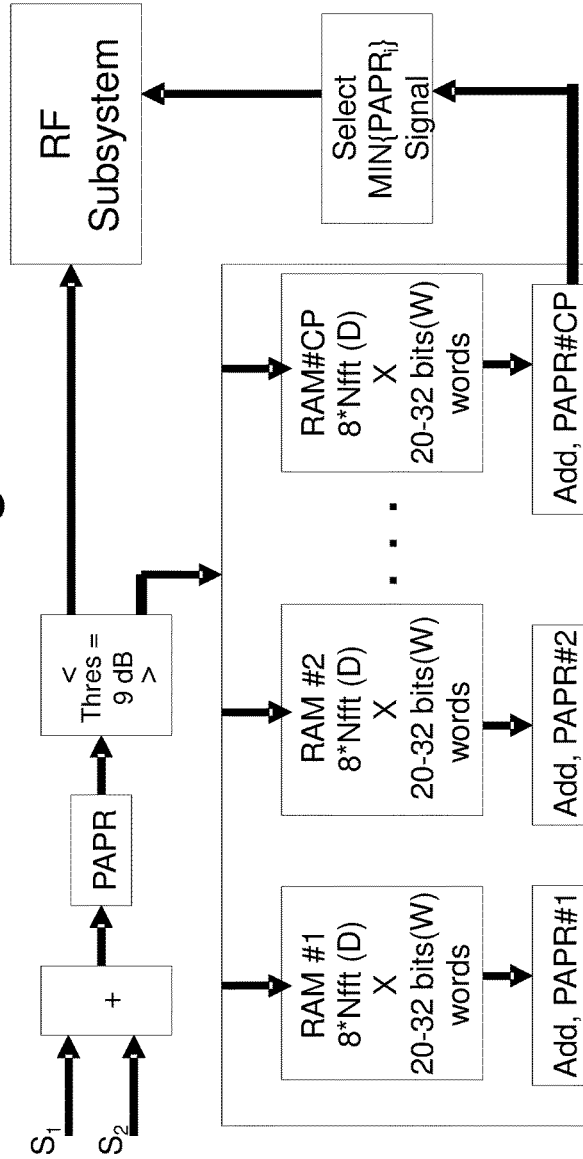 S1
S2
+
PAPR
<
Thres =
9 dB
>
RF
Subsystem
RAM #1
8*Nfft (D)
X
20-32 bits(W)
words
RAM #2
8*Nfft (D)
X
20-32 bits(W)
words
. . .
RAM#CP
8*Nfft (D)
X
20-32 bits(W)
words
Add, PAPR#1
Add, PAPR#2
Add, PAPR#CP
Select
MIN{PAPRi}
Signal